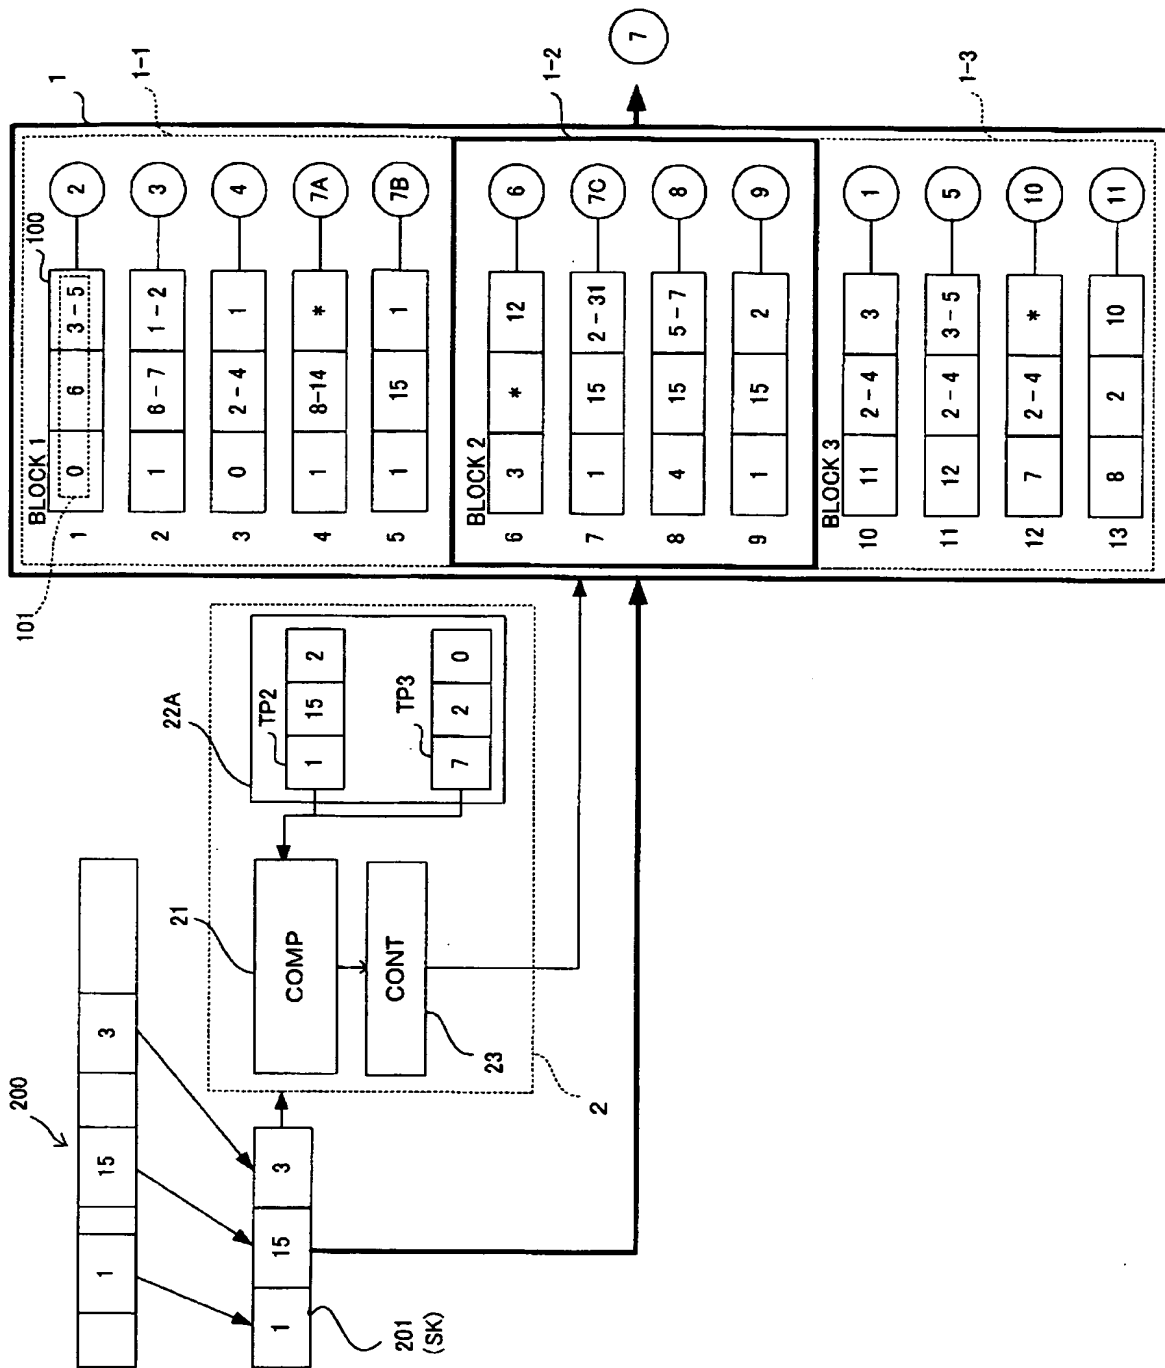 200
1 15 3
1 15 3
201
(SK)
2
21
COMP
CONT
23
22A
TP2
1 15 2
TP3
7 2 0
101
100
1
1-1
BLOCK 1
1 0 6 3-5 2
2 1 6-7 1-2 3
3 0 2-4 1 4
4 1 8-14 * 7A
5 1 15 1 7B
1-2
BLOCK 2
6 3 * 12 6
7 1 15 2-31 7C
8 4 15 5-7 8
9 1 15 2 9
7
1-3
BLOCK 3
10 11 2-4 3 1
11 12 2-4 3-5 5
12 7 2-4 * 10
13 8 2 10 11